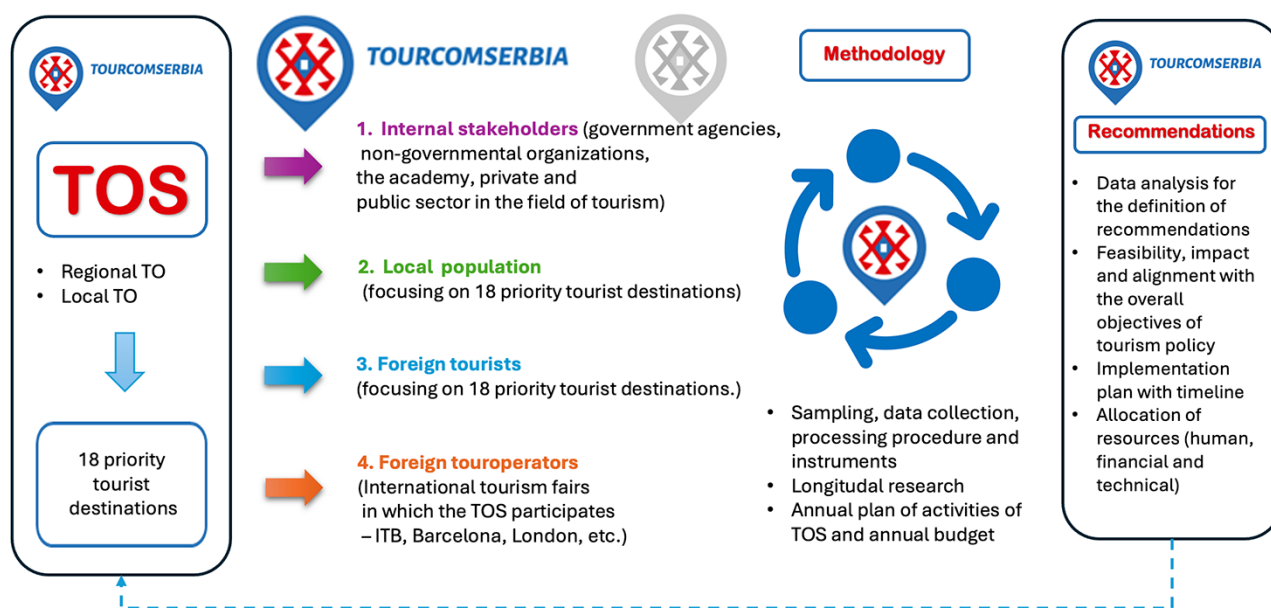 TOURCOMSERBIA
TOS
• Regional TO
• Local TO
18 priority
tourist
destinations
TOURCOMSERBIA
1. Internal stakeholders (government agencies,
non-governmental organizations,
the academy, private and
public sector in the field of tourism)
2. Local population
(focusing on 18 priority tourist destinations)
3. Foreign tourists
(focusing on 18 priority tourist destinations.)
4. Foreign touroperators
(International tourism fairs
in which the TOS participates
– ITB, Barcelona, London, etc.)
Methodology
• Sampling, data collection,
processing procedure and
instruments
• Longitudal research
• Annual plan of activities of
TOS and annual budget
TOURCOMSERBIA
Recommendations
• Data analysis for
the definition of
recommendations
• Feasibility, impact
and alignment with
the overall
objectives of
tourism policy
• Implementation
plan with timeline
• Allocation of
resources (human,
financial and
technical)